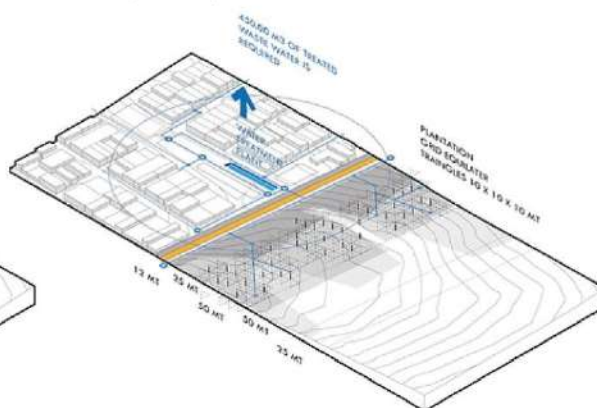 450,00 M3 OF TREATED
WASTE WATER IS
REQUIRED
WATER
TREATMENT
PLANT
PLANTATION
GRID EQUILATER
TRAINGLES 10 X 10 X 10 MT
12 MT
25 MT
50 MT
50 MT
25 MT